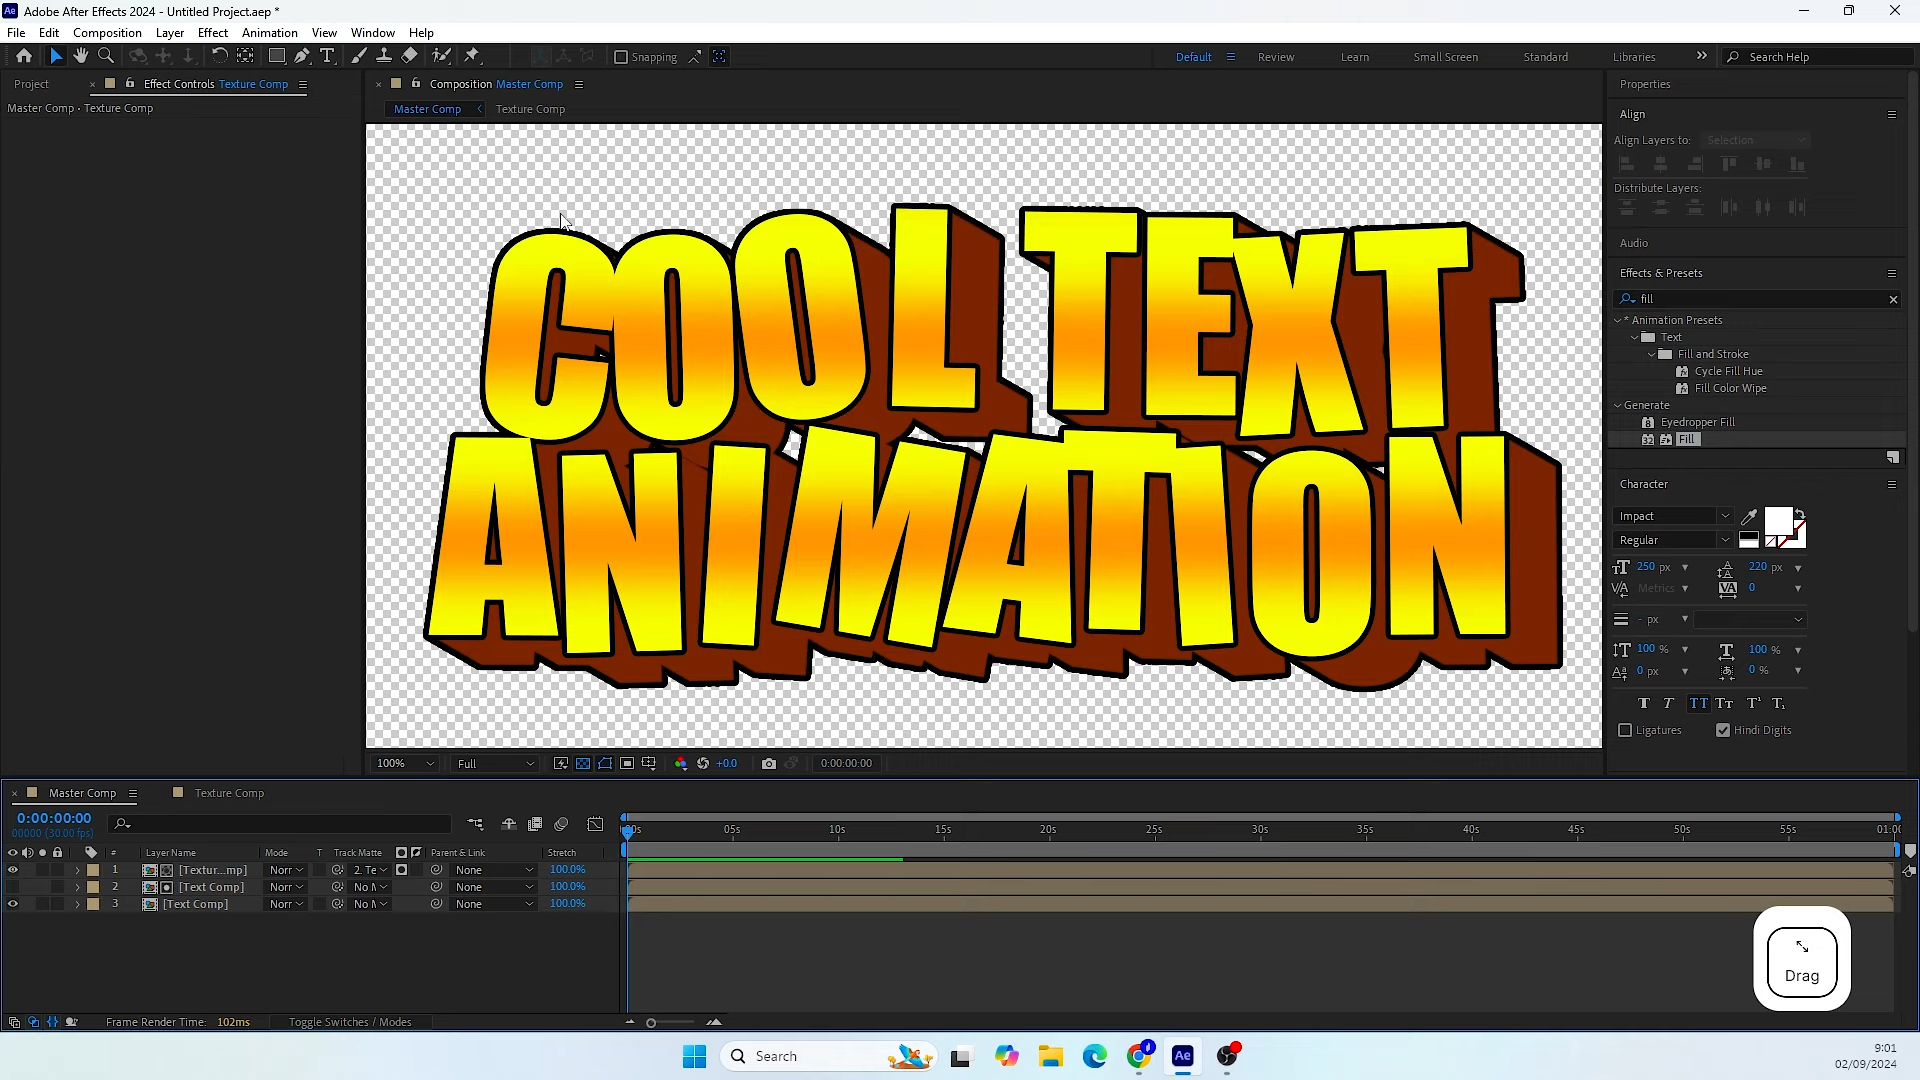 Adobe After Effects 2024 - Untitled Project.aep *
File Edit Composition Layer Effect Animation View Window Help
Snapping
Default Review Learn Small Screen Standard Libraries Search Help
Project Effect Controls Texture Comp
Master Comp • Texture Comp
Composition Master Comp
Master Comp Texture Comp
COOL TEXT
ANIMATION
100% Full +0.0 0:00:00:00
Properties
Align
Align Layers to: Selection
Distribute Layers:
Audio
Effects & Presets
fill
* Animation Presets
Text
Fill and Stroke
Cycle Fill Hue
Fill Color Wipe
Generate
Eyedropper Fill
Fill
Character
Impact
Regular
250 px 220 px
Metrics 0
- px
100 % 100 %
0 px 0 %
Ligatures Hindi Digits
Master Comp Texture Comp
0:00:00:00
00000 (30.00 fps)
# Layer Name Mode T Track Matte Parent & Link Stretch
1 [Textur...mp] Norr 2. Te None 100.0%
2 [Text Comp] Norr No M None 100.0%
3 [Text Comp] Norr No M None 100.0%
05s 10s 15s 20s 25s 30s 35s 40s 45s 50s 55s
Drag
Frame Render Time: 102ms Toggle Switches / Modes
Search
9:01
02/09/2024